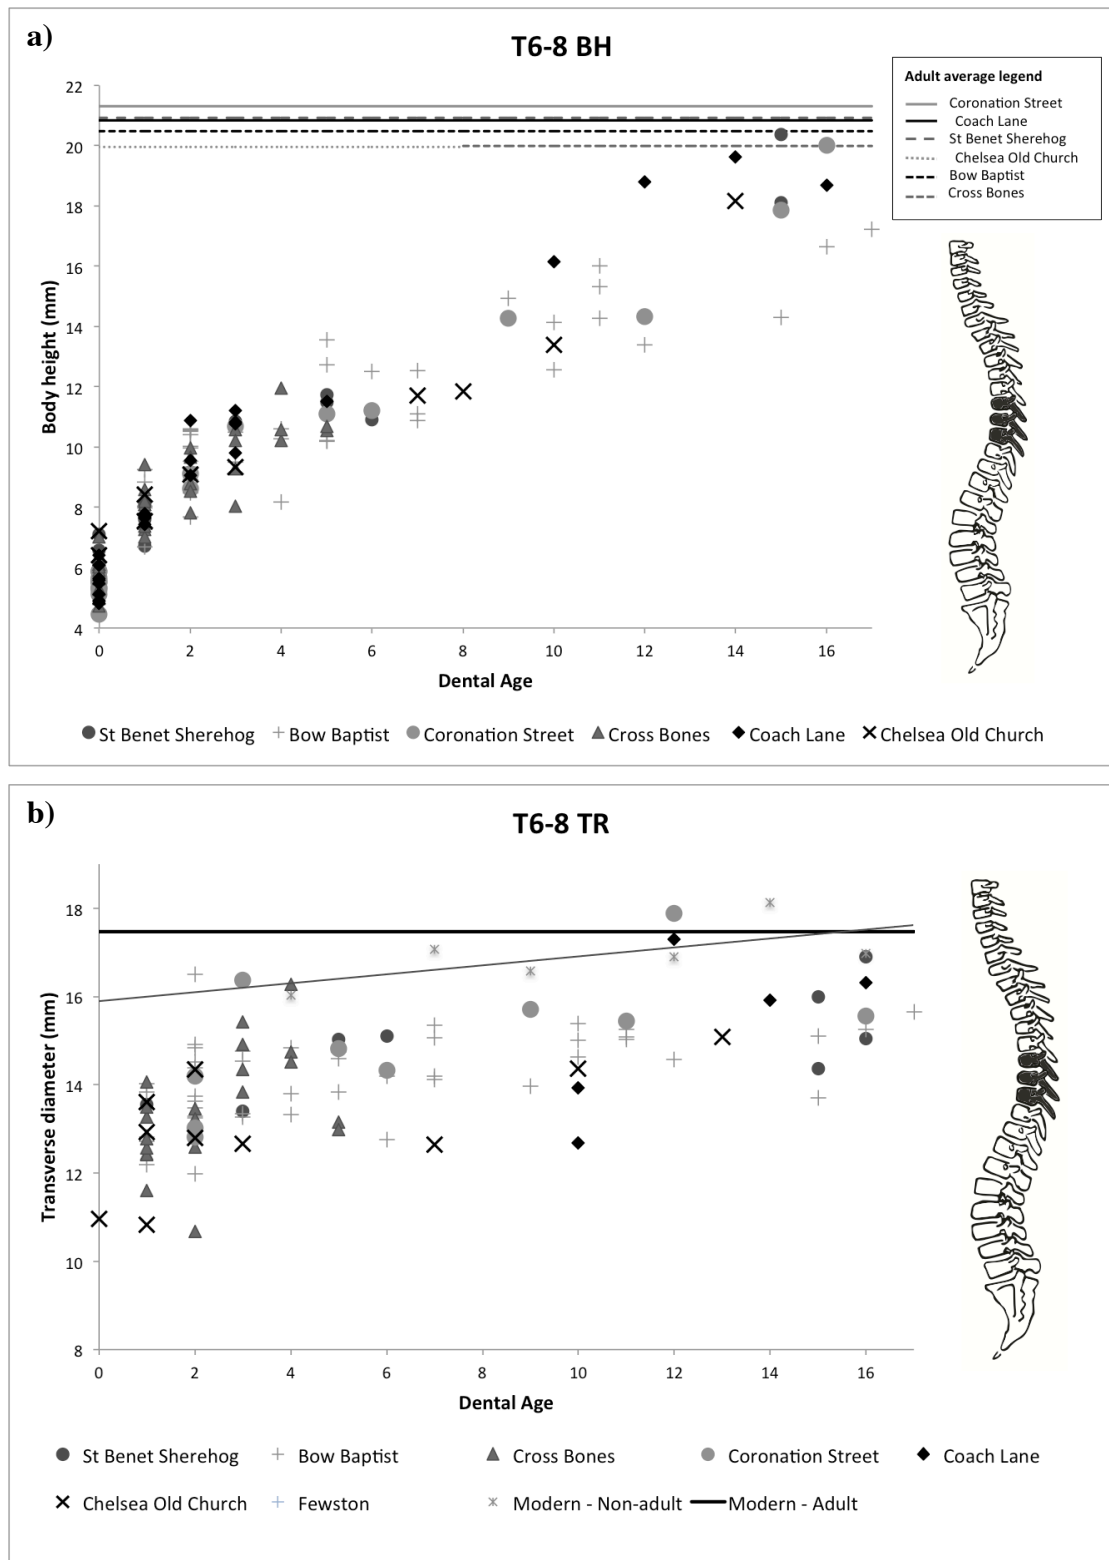 a)
T6-8 BH
Adult average legend
Coronation Street
Coach Lane
St Benet Sherehog
Chelsea Old Church
Bow Baptist
Cross Bones
Body height (mm)
22
20
18
16
14
12
10
8
6
4
0 2 4 6 8 10 12 14 16
Dental Age
St Benet Sherehog Bow Baptist Coronation Street Cross Bones Coach Lane Chelsea Old Church
b)
T6-8 TR
Transverse diameter (mm)
18
16
14
12
10
8
0 2 4 6 8 10 12 14 16
Dental Age
St Benet Sherehog Bow Baptist Cross Bones Coronation Street Coach Lane
Chelsea Old Church Fewston Modern - Non-adult Modern - Adult